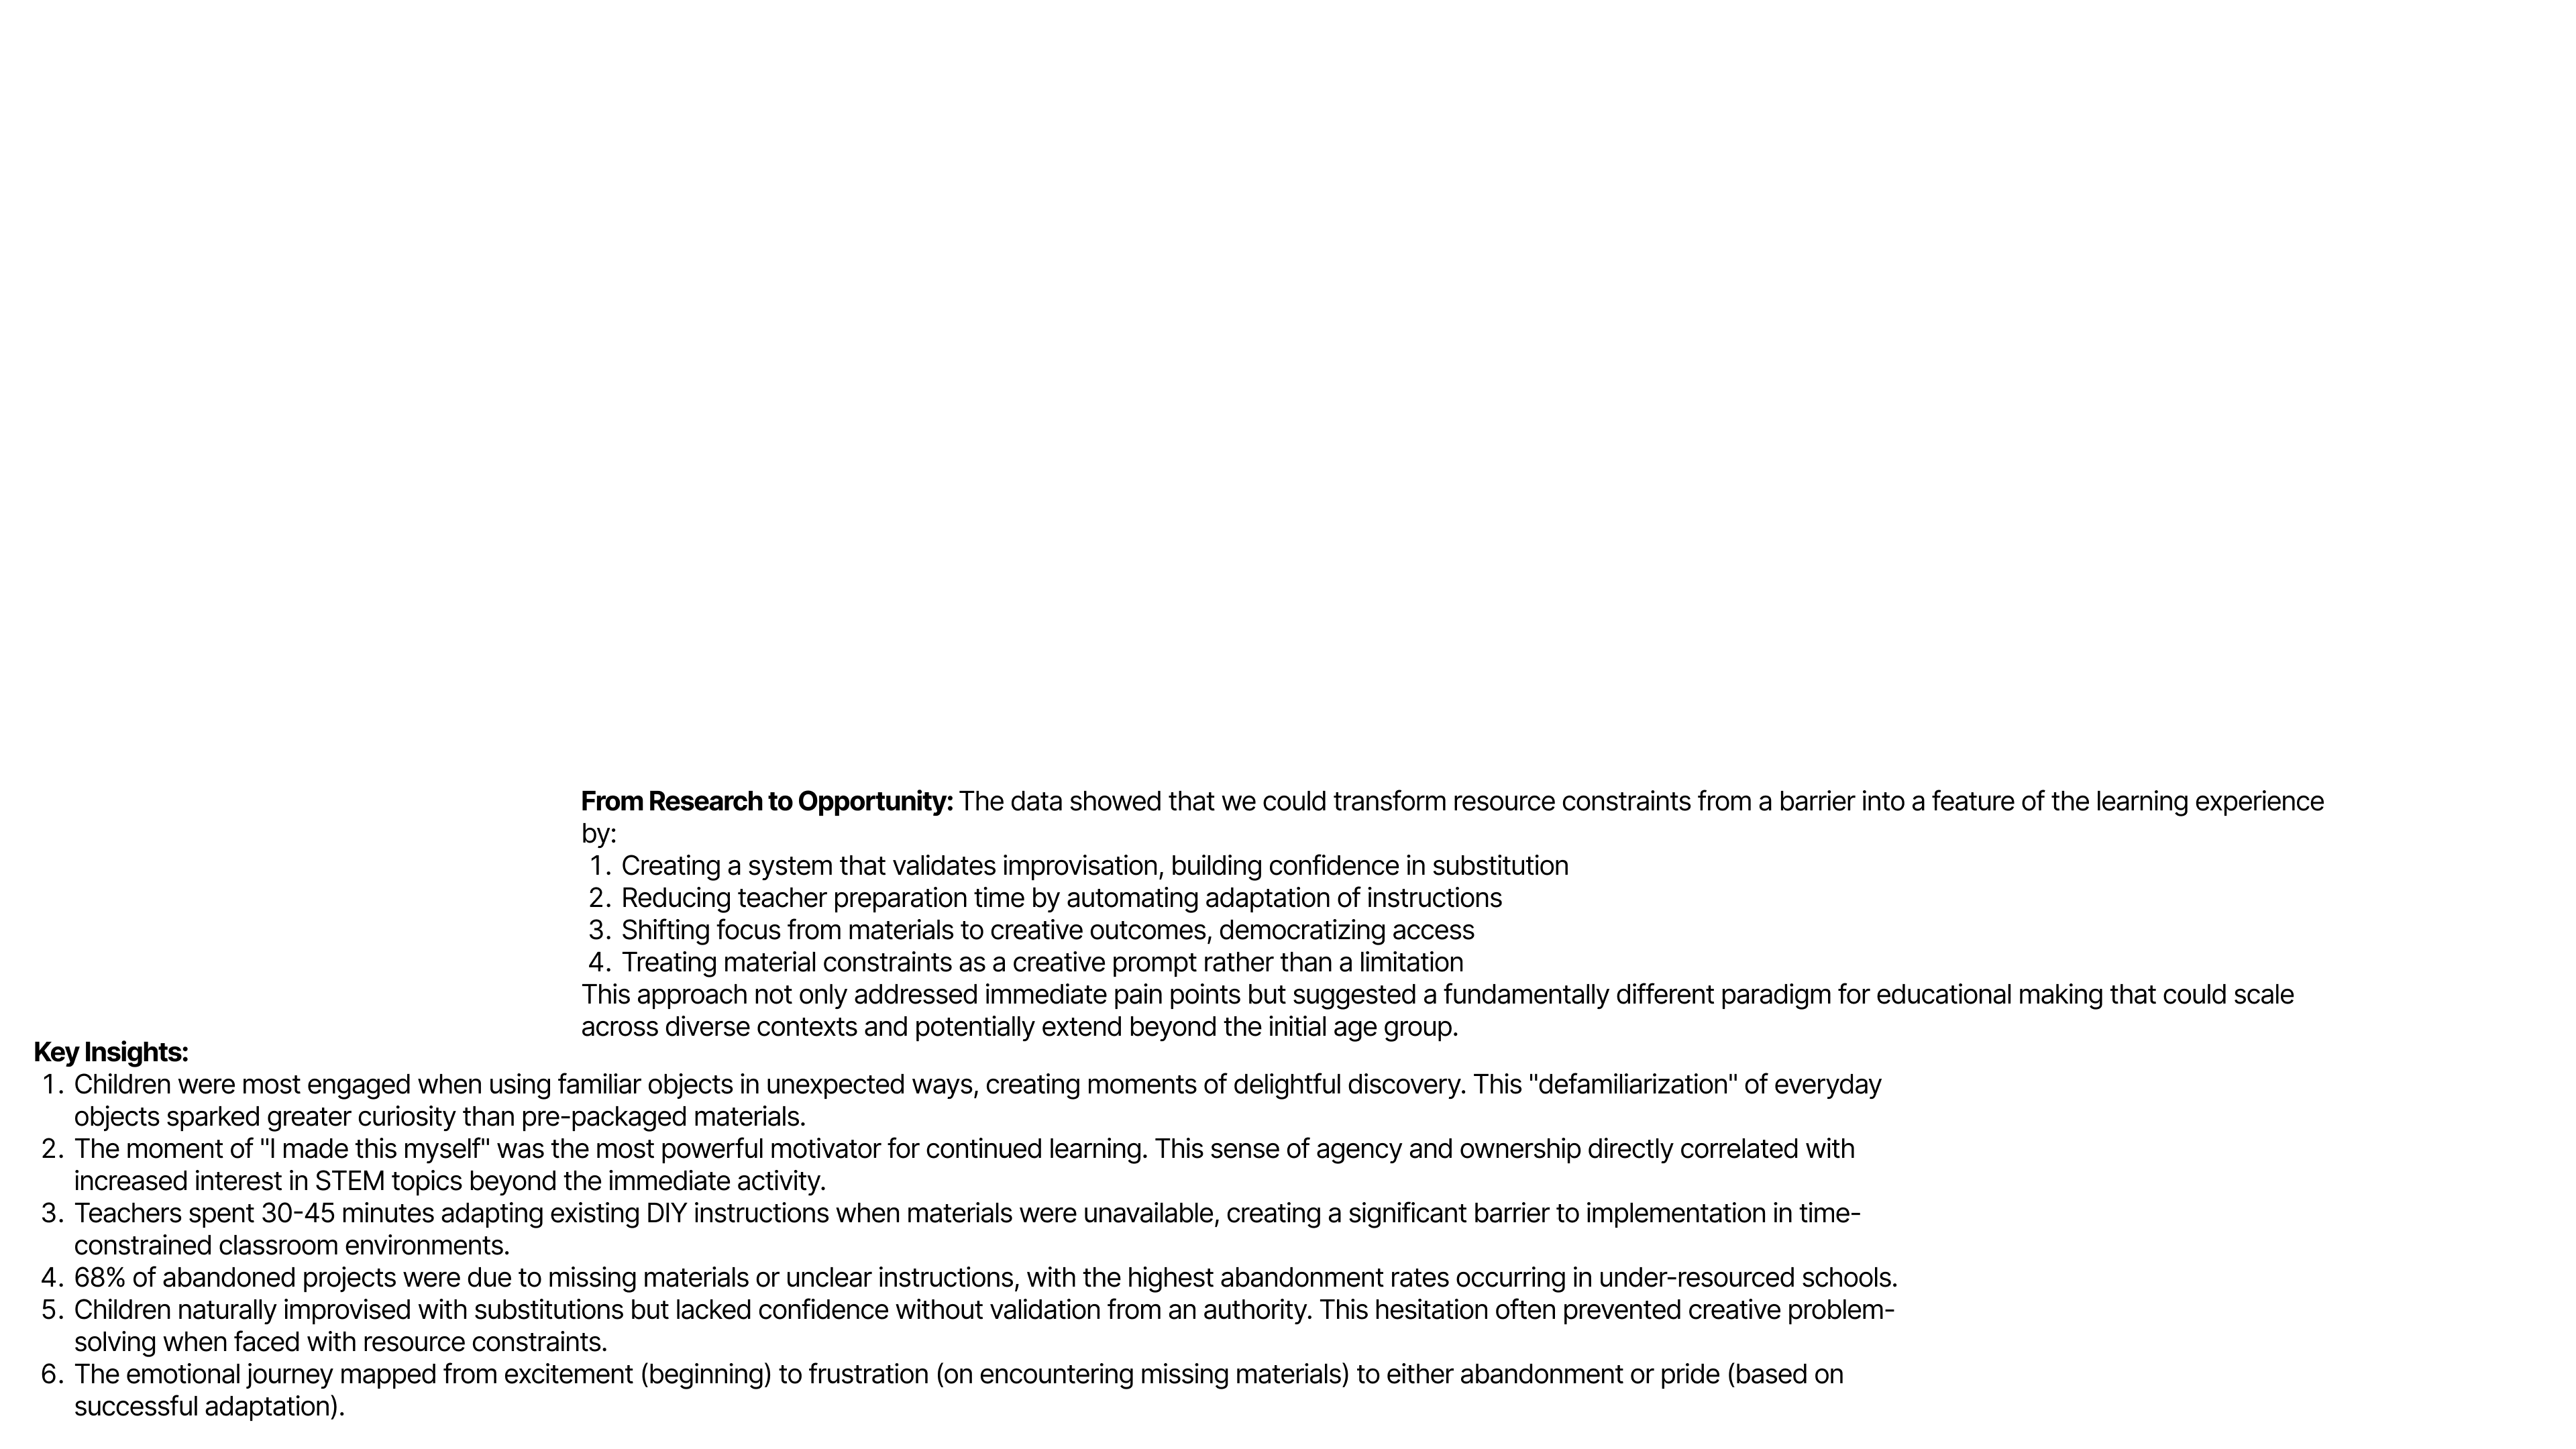 From Research to Opportunity: The data showed that we could transform resource constraints from a barrier into a feature of the learning experience
by:
1. Creating a system that validates improvisation, building confidence in substitution
2. Reducing teacher preparation time by automating adaptation of instructions
3. Shifting focus from materials to creative outcomes, democratizing access
4. Treating material constraints as a creative prompt rather than a limitation
This approach not only addressed immediate pain points but suggested a fundamentally different paradigm for educational making that could scale
across diverse contexts and potentially extend beyond the initial age group.
Key Insights:
1. Children were most engaged when using familiar objects in unexpected ways, creating moments of delightful discovery. This "defamiliarization" of everyday
objects sparked greater curiosity than pre-packaged materials.
2. The moment of "I made this myself" was the most powerful motivator for continued learning. This sense of agency and ownership directly correlated with
increased interest in STEM topics beyond the immediate activity.
3. Teachers spent 30-45 minutes adapting existing DIY instructions when materials were unavailable, creating a significant barrier to implementation in time-
constrained classroom environments.
4. 68% of abandoned projects were due to missing materials or unclear instructions, with the highest abandonment rates occurring in under-resourced schools.
5. Children naturally improvised with substitutions but lacked confidence without validation from an authority. This hesitation often prevented creative problem-
solving when faced with resource constraints.
6. The emotional journey mapped from excitement (beginning) to frustration (on encountering missing materials) to either abandonment or pride (based on
successful adaptation).